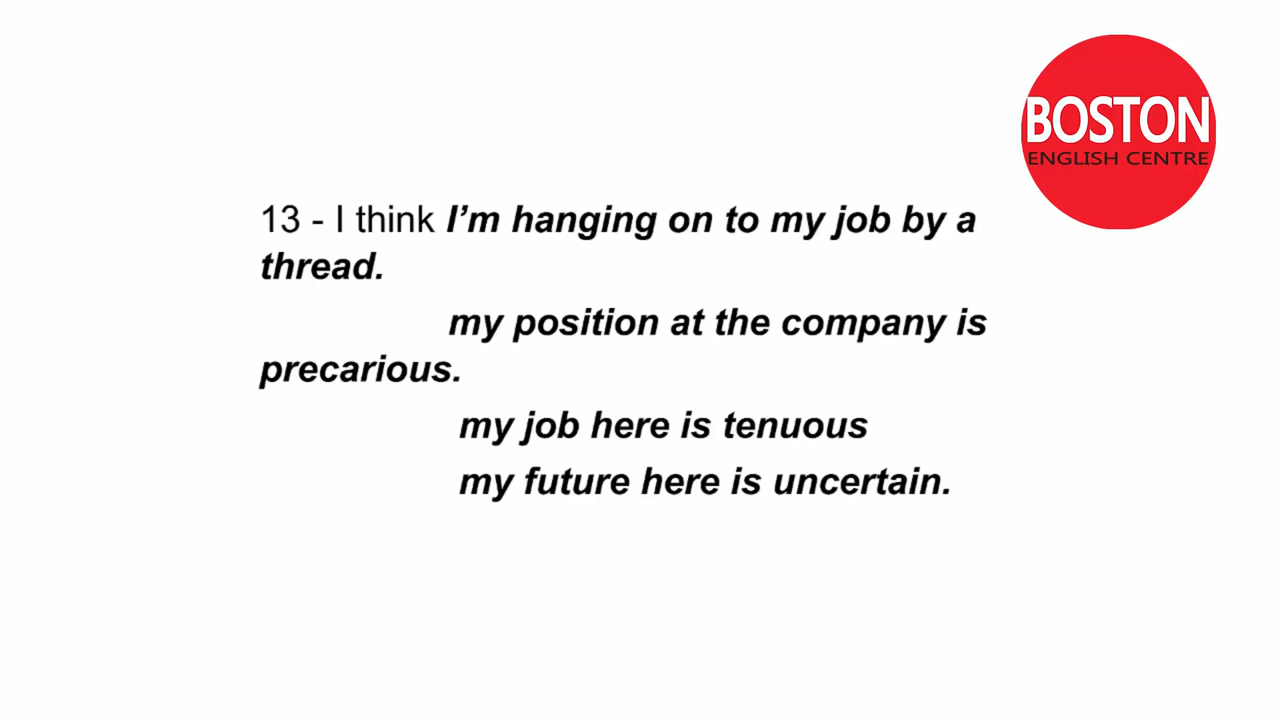 BOSTON
ENGLISH CENTRE
13 - I think I’m hanging on to my job by a
thread.
my position at the company is
precarious.
my job here is tenuous
my future here is uncertain.